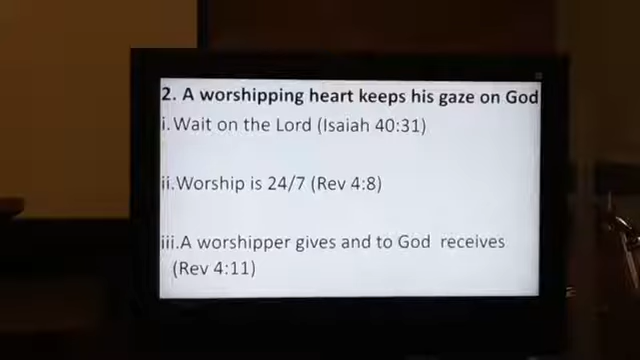 2. A worshipping heart keeps his gaze on God
i. Wait on the Lord (Isaiah 40:31)
ii.Worship is 24/7 (Rev 4:8)
iii.A worshipper gives and to God receives
(Rev 4:11)